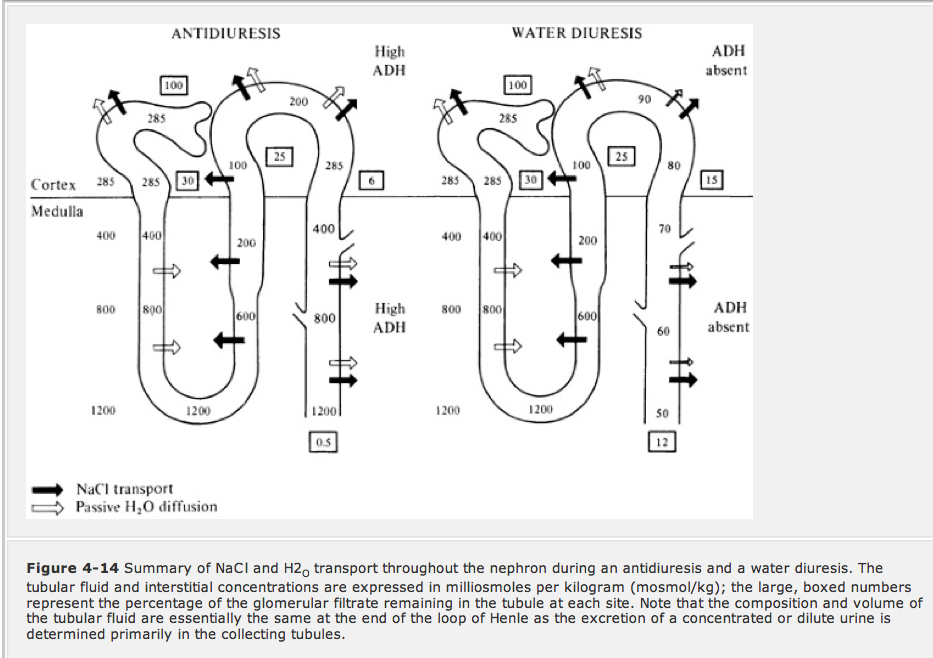 ANTIDIURESIS
WATER DIURESIS
High
ADH
ADH
absent
100
285
200
100
25
285
285
285
30
6
Cortex
Medulla
400
400
200
400
800
800
600
800
High
ADH
1200
1200
1200
0.5
100
285
90
100
25
80
285
285
30
15
400
400
200
70
800
800
600
60
ADH
absent
1200
1200
50
12
NaCl transport
Passive H₂O diffusion
Figure 4-14 Summary of NaCl and H2O transport throughout the nephron during an antidiuresis and a water diuresis. The
tubular fluid and interstitial concentrations are expressed in milliosmoles per kilogram (mosmol/kg); the large, boxed numbers
represent the percentage of the glomerular filtrate remaining in the tubule at each site. Note that the composition and volume of
the tubular fluid are essentially the same at the end of the loop of Henle as the excretion of a concentrated or dilute urine is
determined primarily in the collecting tubules.